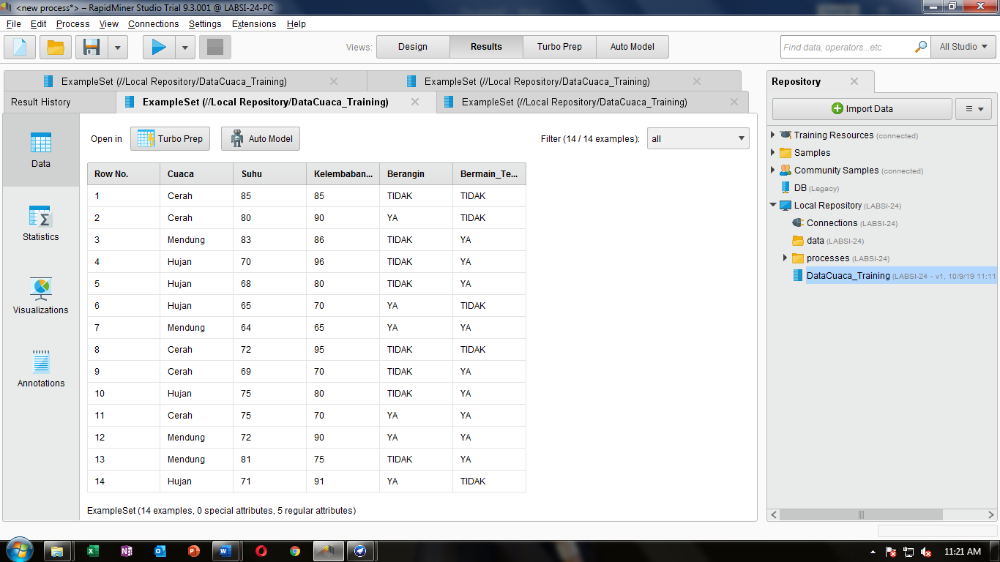 <new process*> – RapidMiner Studio Trial 9.3.001 @ LABSI-24-PC
File Edit Process View Connections Settings Extensions Help
Views: Design Results Turbo Prep Auto Model Find data, operators...etc All Studio
ExampleSet (///Local Repository/DataCuaca_Training) ExampleSet (///Local Repository/DataCuaca_Training)
Result History ExampleSet (///Local Repository/DataCuaca_Training) ExampleSet (///Local Repository/DataCuaca_Training)
Data
Statistics
Visualizations
Annotations
Open in Turbo Prep Auto Model Filter (14 / 14 examples): all
Row No. Cuaca Suhu Kelembaban... Berangin Bermain_Te...
1 Cerah 85 85 TIDAK TIDAK
2 Cerah 80 90 YA TIDAK
3 Mendung 83 86 TIDAK YA
4 Hujan 70 96 TIDAK YA
5 Hujan 68 80 TIDAK YA
6 Hujan 65 70 YA TIDAK
7 Mendung 64 65 YA YA
8 Cerah 72 95 TIDAK TIDAK
9 Cerah 69 70 TIDAK YA
10 Hujan 75 80 TIDAK YA
11 Cerah 75 70 YA YA
12 Mendung 72 90 YA YA
13 Mendung 81 75 TIDAK YA
14 Hujan 71 91 YA TIDAK
ExampleSet (14 examples, 0 special attributes, 5 regular attributes)
Repository
Import Data
Training Resources (connected)
Samples
Community Samples (connected)
DB (Legacy)
Local Repository (LABSI-24)
Connections (LABSI-24)
data (LABSI-24)
processes (LABSI-24)
DataCuaca_Training (LABSI-24 - v1, 10/9/19 11:11
11:21 AM